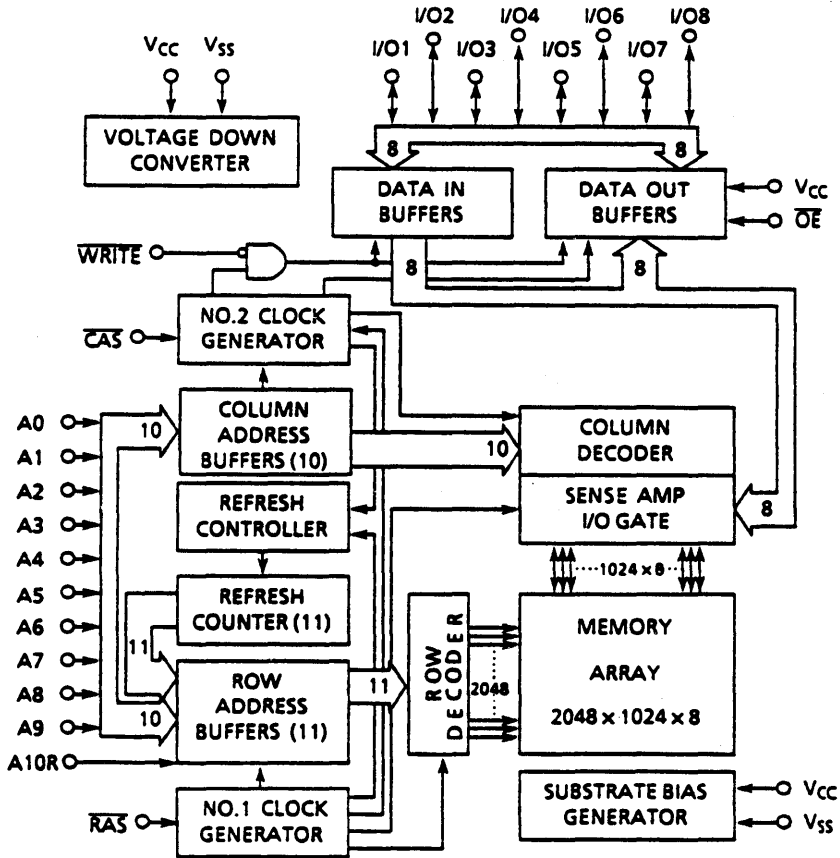 I/O2 I/O4 I/O6 I/O8
I/O1 I/O3 I/O5 I/O7
VCC VSS
VOLTAGE DOWN
CONVERTER
8 8
DATA IN
BUFFERS
DATA OUT
BUFFERS
VCC
O̅E̅
W̅R̅I̅T̅E̅
8 8
NO.2 CLOCK
GENERATOR
C̅A̅S̅
A0
A1
A2
A3
A4
A5
A6
A7
A8
A9
A10R
10
COLUMN
ADDRESS
BUFFERS (10)
10
COLUMN
DECODER
SENSE AMP
I/O GATE
8
REFRESH
CONTROLLER
1024 x 8
REFRESH
COUNTER (11)
11
10
ROW
ADDRESS
BUFFERS (11)
11
ROW
DECODER
2048
MEMORY
ARRAY
2048 x 1024 x 8
R̅A̅S̅
NO.1 CLOCK
GENERATOR
SUBSTRATE BIAS
GENERATOR
VCC
VSS